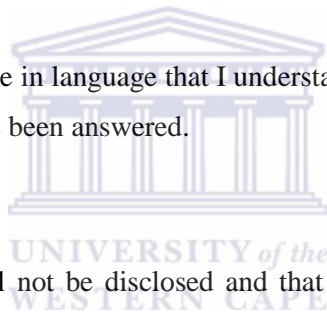 e in language that I understa
been answered.
UNIVERSITY of the
l not be disclosed and that
WESTERN CAPE